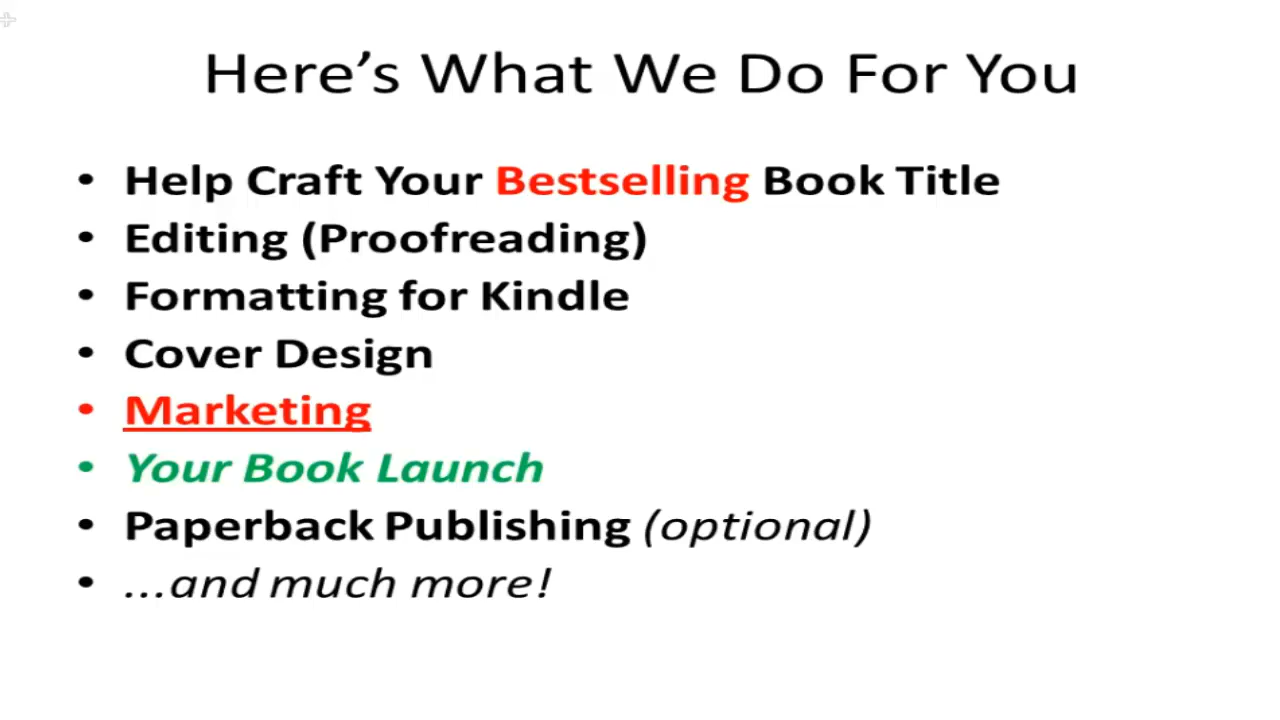 Here’s What We Do For You
• Help Craft Your Bestselling Book Title
• Editing (Proofreading)
• Formatting for Kindle
• Cover Design
• Marketing
• Your Book Launch
• Paperback Publishing (optional)
• ...and much more!